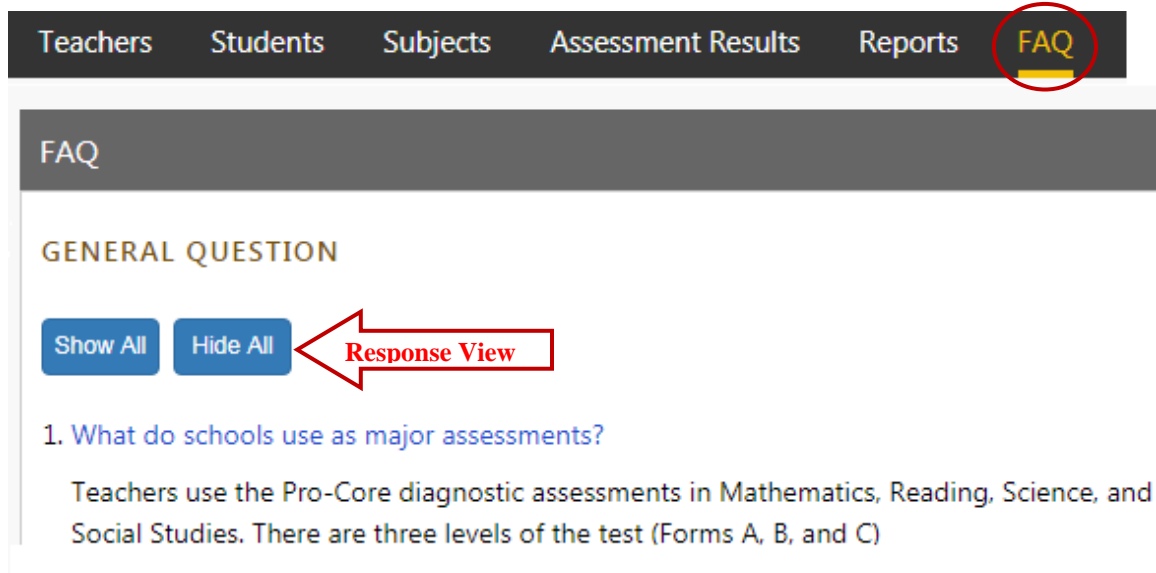 Teachers Students Subjects Assessment Results Reports FAQ
FAQ
GENERAL QUESTION
Show All Hide All Response View
1. What do schools use as major assessments?
Teachers use the Pro-Core diagnostic assessments in Mathematics, Reading, Science, and
Social Studies. There are three levels of the test (Forms A, B, and C)